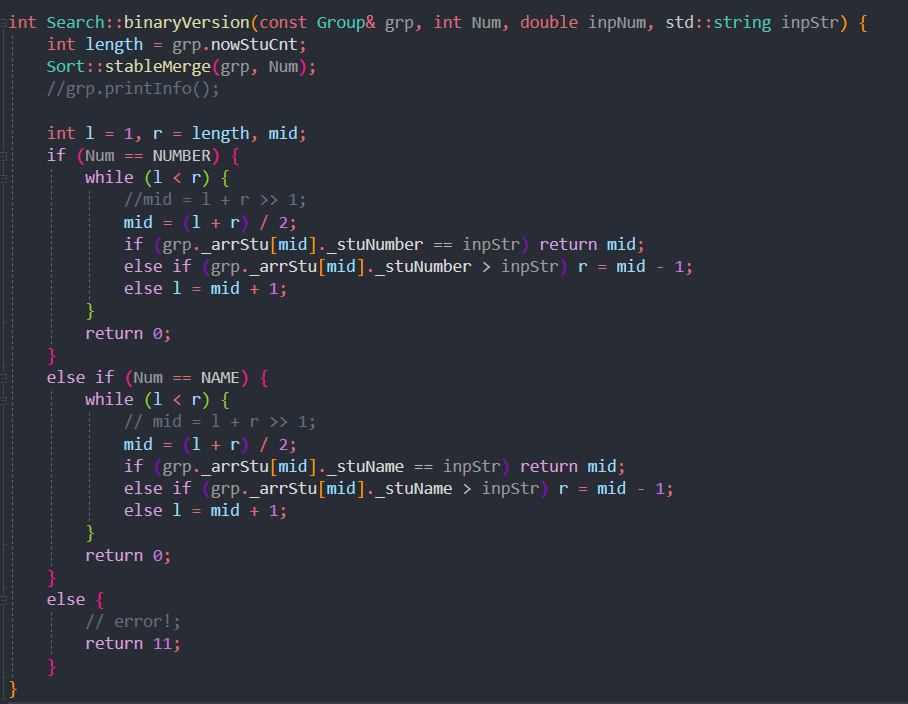 int Search::binaryVersion(const Group& grp, int Num, double inpNum, std::string inpStr) {
    int length = grp.nowStuCnt;
    Sort::stableMerge(grp, Num);
    //grp.printInfo();

    int l = 1, r = length, mid;
    if (Num == NUMBER) {
        while (l < r) {
            //mid = l + r >> 1;
            mid = (l + r) / 2;
            if (grp._arrStu[mid]._stuNumber == inpStr) return mid;
            else if (grp._arrStu[mid]._stuNumber > inpStr) r = mid - 1;
            else l = mid + 1;
        }
        return 0;
    }
    else if (Num == NAME) {
        while (l < r) {
            // mid = l + r >> 1;
            mid = (l + r) / 2;
            if (grp._arrStu[mid]._stuName == inpStr) return mid;
            else if (grp._arrStu[mid]._stuName > inpStr) r = mid - 1;
            else l = mid + 1;
        }
        return 0;
    }
    else {
        // error!;
        return 11;
    }
}